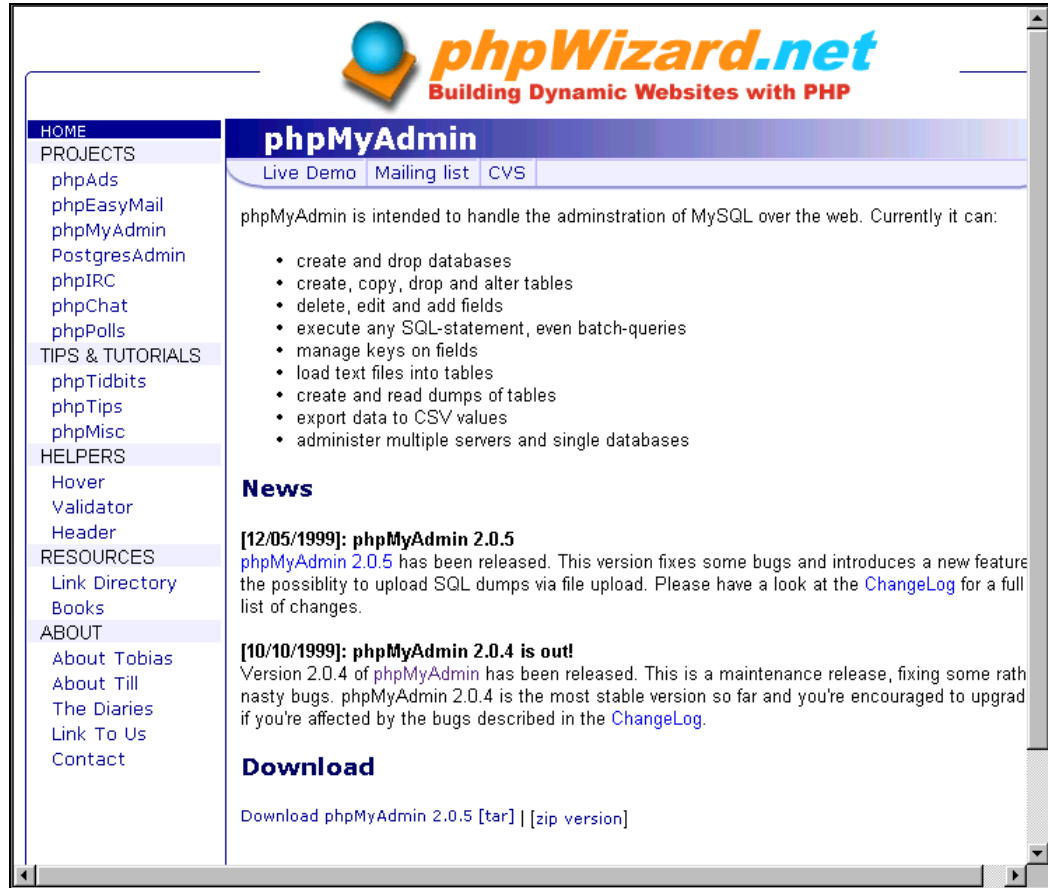 phpWizard.net
Building Dynamic Websites with PHP
HOME
PROJECTS
phpAds
phpEasyMail
phpMyAdmin
PostgresAdmin
phpIRC
phpChat
phpPolls
TIPS & TUTORIALS
phpTidbits
phpTips
phpMisc
HELPERS
Hover
Validator
Header
RESOURCES
Link Directory
Books
ABOUT
About Tobias
About Till
The Diaries
Link To Us
Contact
phpMyAdmin
Live Demo | Mailing list | CVS
phpMyAdmin is intended to handle the adminstration of MySQL over the web. Currently it can:
• create and drop databases
• create, copy, drop and alter tables
• delete, edit and add fields
• execute any SQL-statement, even batch-queries
• manage keys on fields
• load text files into tables
• create and read dumps of tables
• export data to CSV values
• administer multiple servers and single databases
News
[12/05/1999]: phpMyAdmin 2.0.5
phpMyAdmin 2.0.5 has been released. This version fixes some bugs and introduces a new feature
the possiblity to upload SQL dumps via file upload. Please have a look at the ChangeLog for a full
list of changes.
[10/10/1999]: phpMyAdmin 2.0.4 is out!
Version 2.0.4 of phpMyAdmin has been released. This is a maintenance release, fixing some rath
nasty bugs. phpMyAdmin 2.0.4 is the most stable version so far and you're encouraged to upgrad
if you're affected by the bugs described in the ChangeLog.
Download
Download phpMyAdmin 2.0.5 [tar] | [zip version]